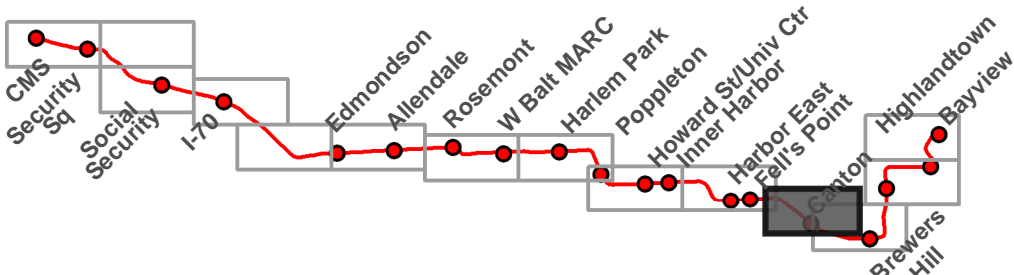 CMS
Security
Sq
Social
Security
I-70
Edmondson
Allendale
Rosemont
W Balt MARC
Harlem Park
Poppleton
Howard St/Univ Ctr
Inner Harbor
Harbor East
Fell's Point
Canton
Brewers
Hill
Highlandtown
Bayview